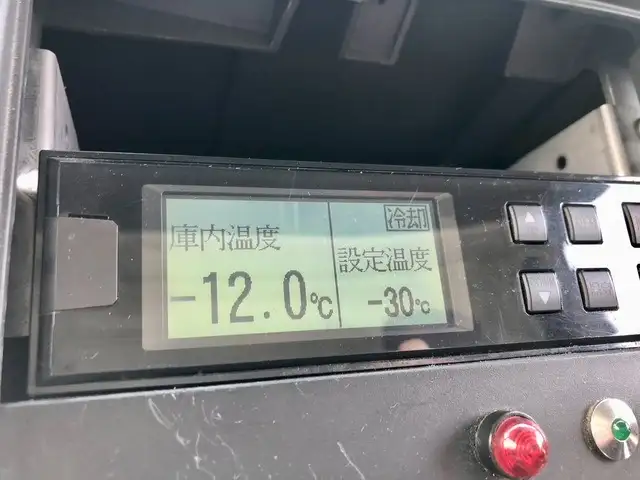 冷却
庫内温度
設定温度
-12.0℃
-30℃